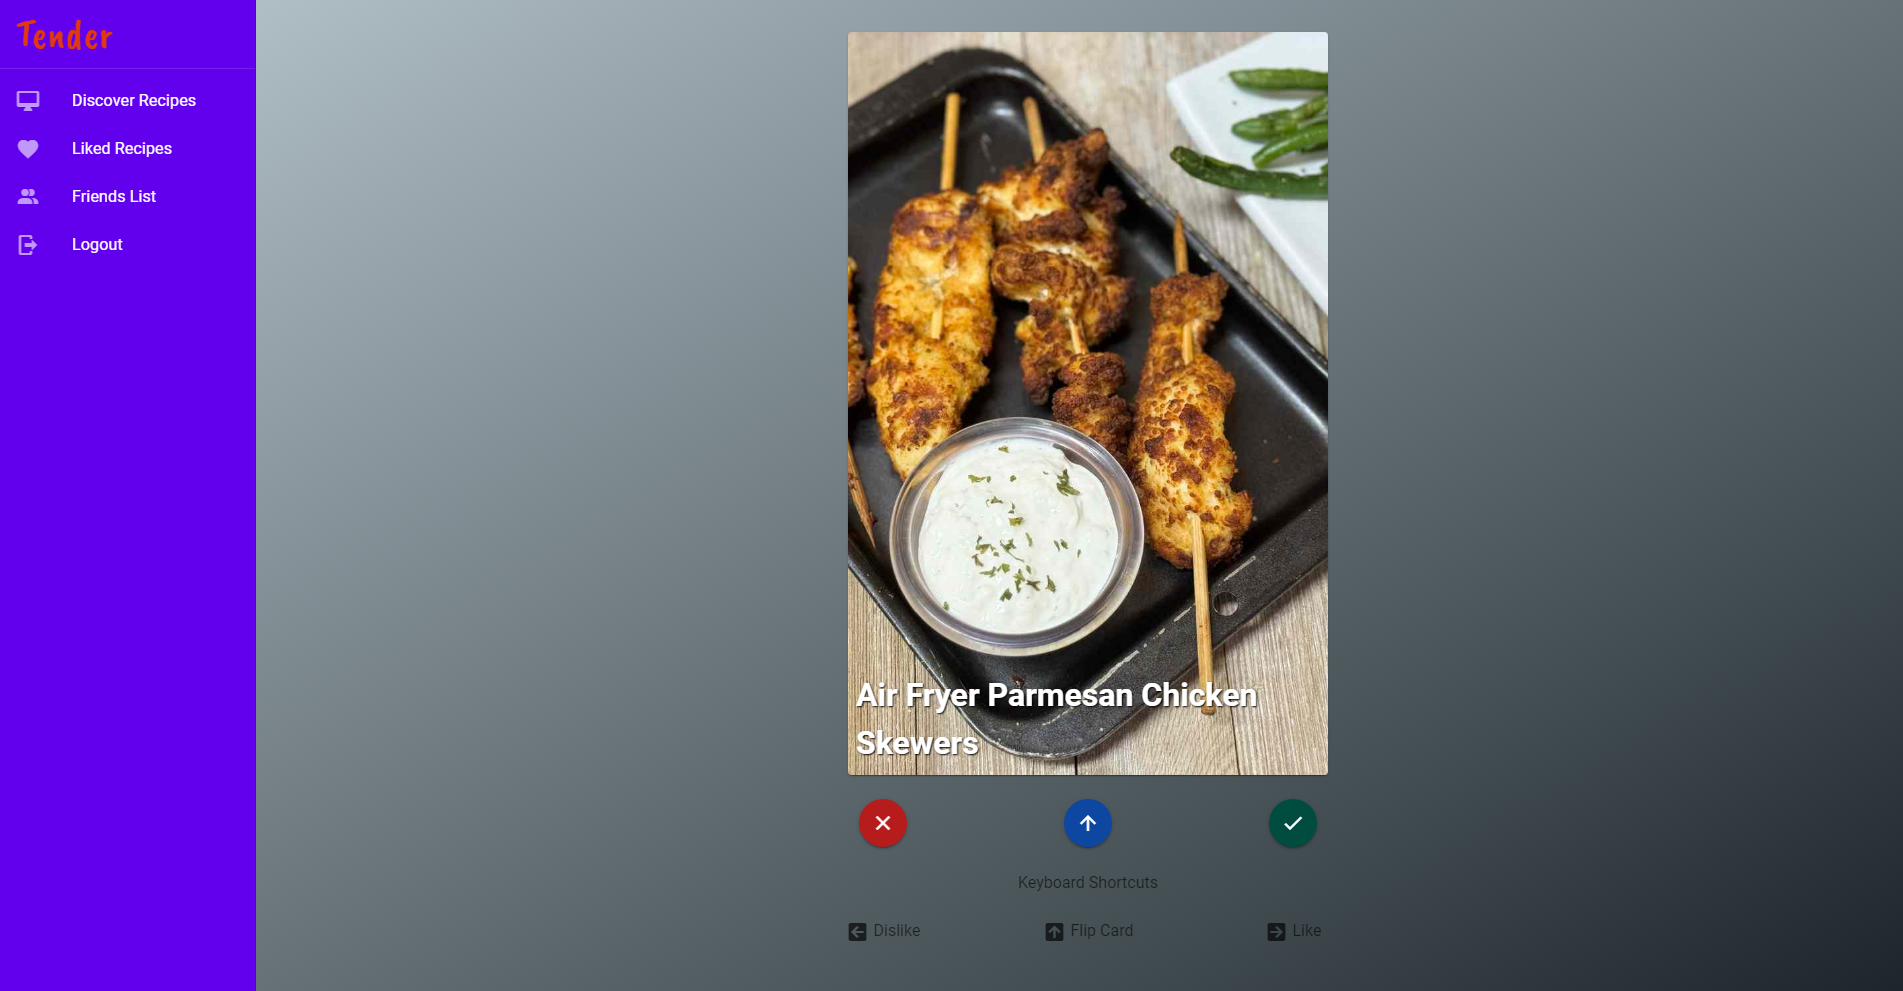 Tender
Discover Recipes
Liked Recipes
Friends List
Logout
Air Fryer Parmesan Chicken
Skewers
Keyboard Shortcuts
Dislike
Flip Card
Like